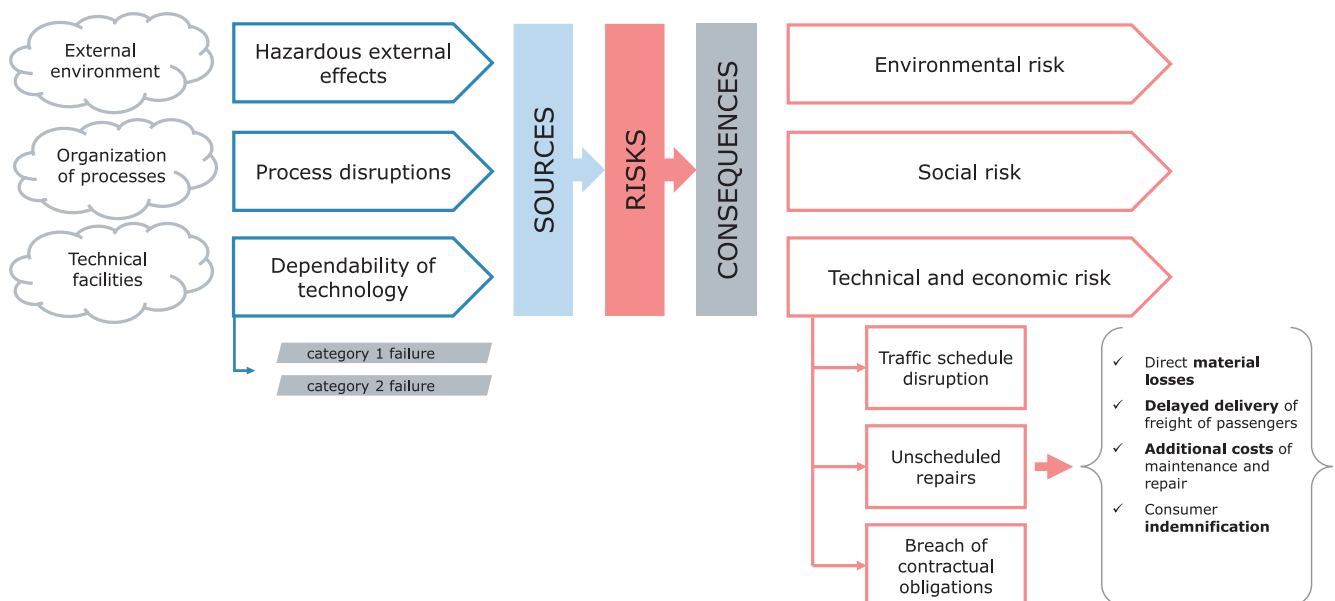 External
environment
Hazardous external
effects
Organization
of processes
Process disruptions
Technical
facilities
Dependability of
technology
category 1 failure
category 2 failure
SOURCES
RISKS
CONSEQUENCES
Environmental risk
Social risk
Technical and economic risk
Traffic schedule
disruption
Unscheduled
repairs
Breach of
contractual
obligations
✓ Direct material
losses
✓ Delayed delivery of
freight of passengers
✓ Additional costs of
maintenance and
repair
✓ Consumer
indemnification